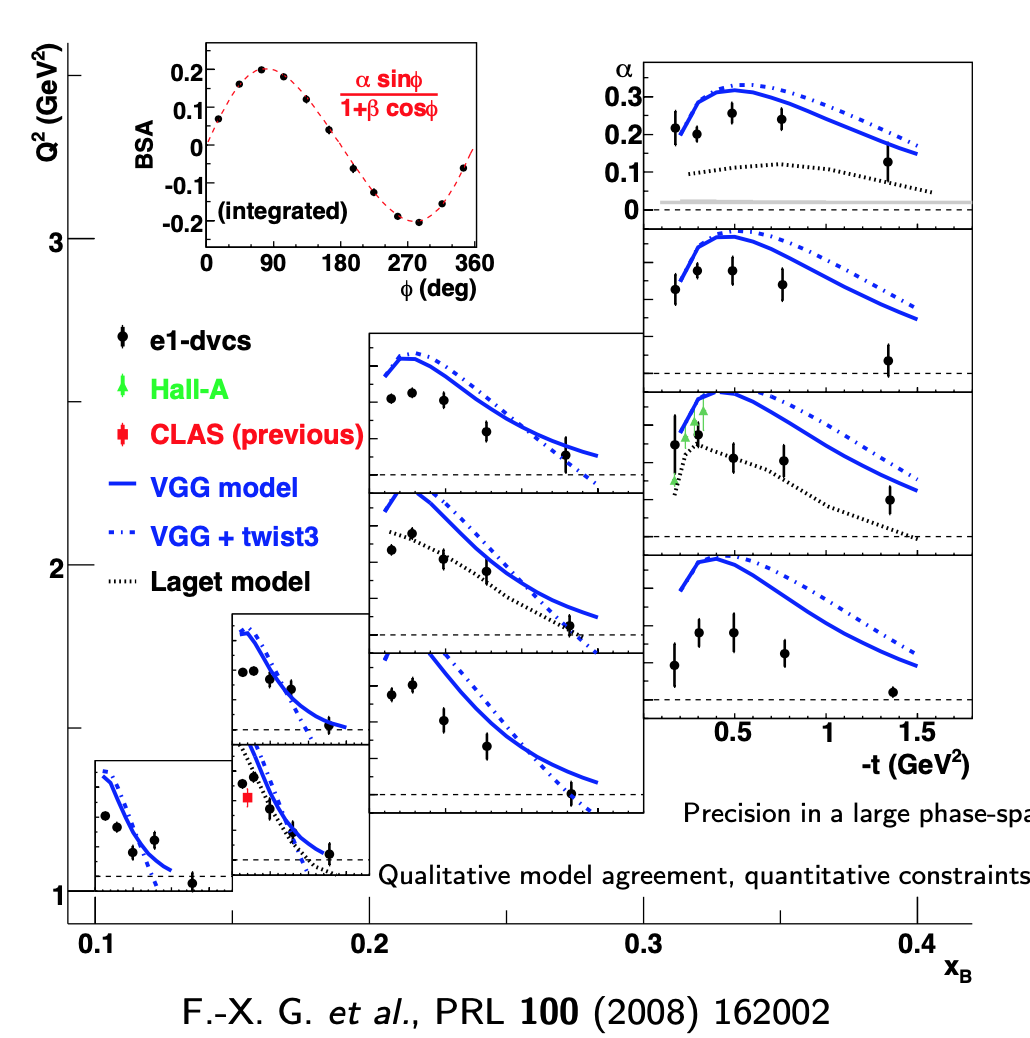 Q² (GeV²)
3
2
1
BSA
0.2
0.1
0
-0.1
-0.2
α sinϕ
1+β cosϕ
(integrated)
0 90 180 270 360
ϕ (deg)
e1-dvcs
Hall-A
CLAS (previous)
VGG model
VGG + twist3
Laget model
α
0.3
0.2
0.1
0
0.5 1 1.5
-t (GeV²)
Precision in a large phase-spa
Qualitative model agreement, quantitative constraints
0.1 0.2 0.3 0.4
x_B
F.-X. G. et al., PRL 100 (2008) 162002